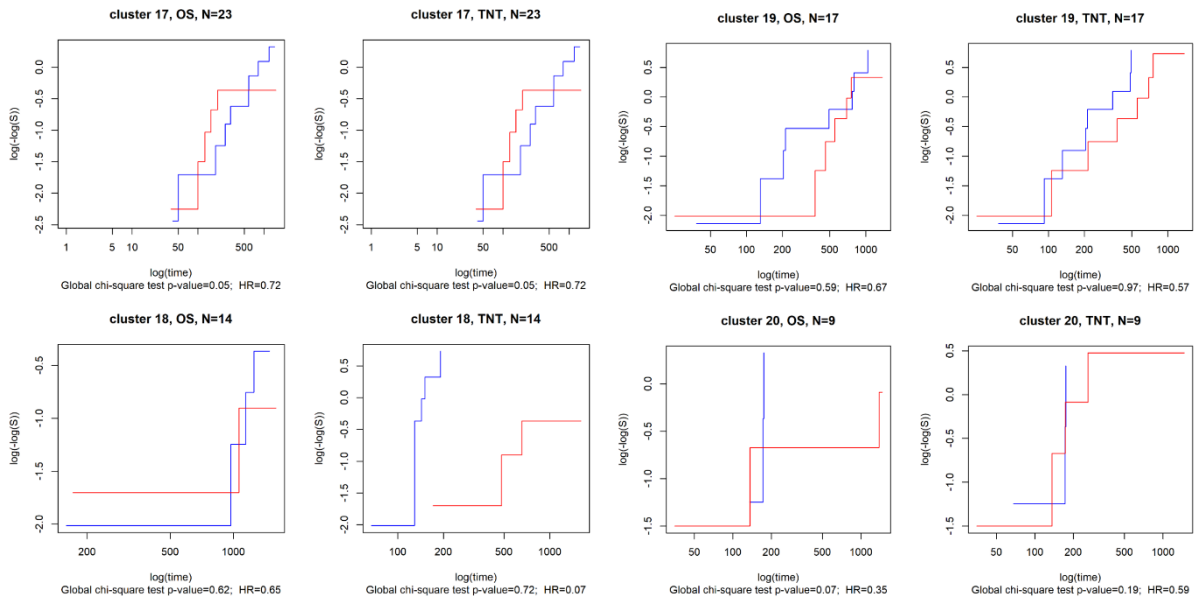 cluster 17, OS, N=23
log(-log(S))
0.0
-0.5
-1.0
-1.5
-2.0
-2.5
1 5 10 50 500
log(time)
Global chi-square test p-value=0.05; HR=0.72
cluster 17, TNT, N=23
log(-log(S))
0.0
-0.5
-1.0
-1.5
-2.0
-2.5
1 5 10 50 500
log(time)
Global chi-square test p-value=0.05; HR=0.72
cluster 19, OS, N=17
log(-log(S))
0.5
0.0
-0.5
-1.0
-1.5
-2.0
50 100 200 500 1000
log(time)
Global chi-square test p-value=0.59; HR=0.67
cluster 19, TNT, N=17
log(-log(S))
0.5
0.0
-0.5
-1.0
-1.5
-2.0
50 100 200 500 1000
log(time)
Global chi-square test p-value=0.97; HR=0.57
cluster 18, OS, N=14
log(-log(S))
-0.5
-1.0
-1.5
-2.0
200 500 1000
log(time)
Global chi-square test p-value=0.62; HR=0.65
cluster 18, TNT, N=14
log(-log(S))
0.5
0.0
-0.5
-1.0
-1.5
-2.0
100 200 500 1000
log(time)
Global chi-square test p-value=0.72; HR=0.07
cluster 20, OS, N=9
log(-log(S))
0.0
-0.5
-1.0
-1.5
50 100 200 500 1000
log(time)
Global chi-square test p-value=0.07; HR=0.35
cluster 20, TNT, N=9
log(-log(S))
0.5
0.0
-0.5
-1.0
-1.5
50 100 200 500 1000
log(time)
Global chi-square test p-value=0.19; HR=0.59